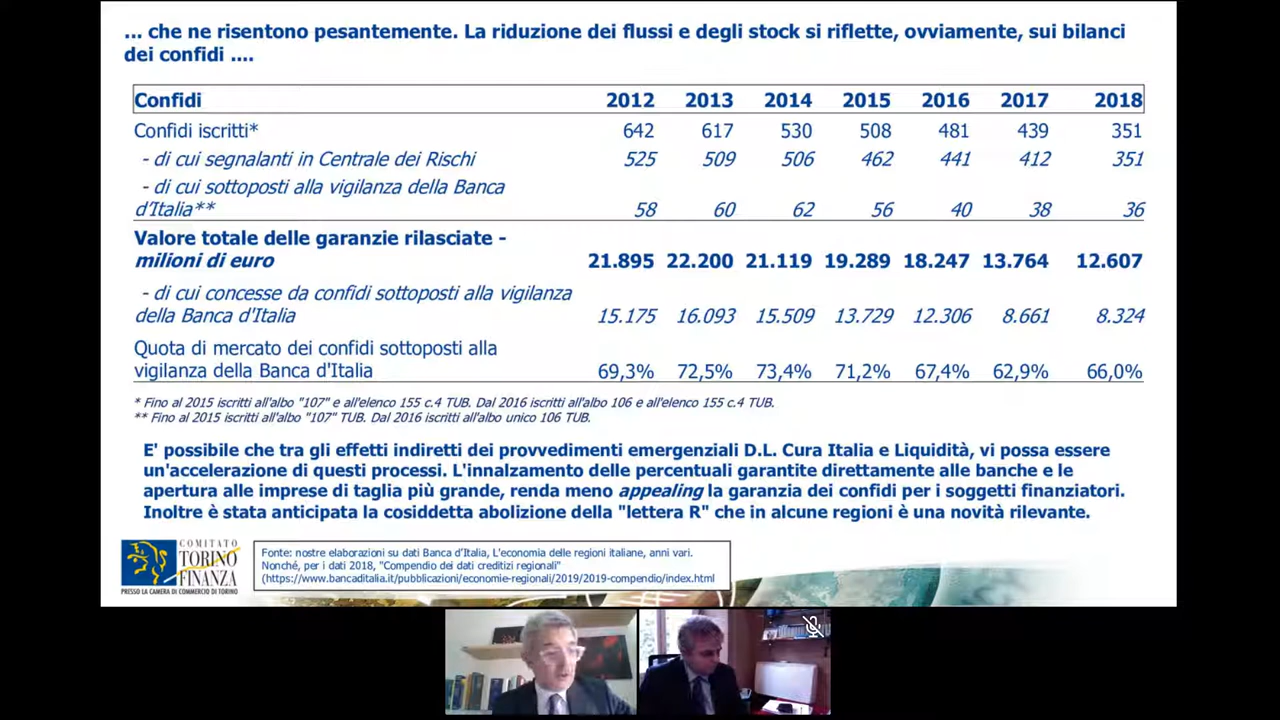 ... che ne risentono pesantemente. La riduzione dei flussi e degli stock si riflette, ovviamente, sui bilanci
dei confidi ....
Confidi 2012 2013 2014 2015 2016 2017 2018
Confidi iscritti* 642 617 530 508 481 439 351
- di cui segnalanti in Centrale dei Rischi 525 509 506 462 441 412 351
- di cui sottoposti alla vigilanza della Banca
d'Italia** 58 60 62 56 40 38 36
Valore totale delle garanzie rilasciate -
milioni di euro 21.895 22.200 21.119 19.289 18.247 13.764 12.607
- di cui concesse da confidi sottoposti alla vigilanza
della Banca d'Italia 15.175 16.093 15.509 13.729 12.306 8.661 8.324
Quota di mercato dei confidi sottoposti alla
vigilanza della Banca d'Italia 69,3% 72,5% 73,4% 71,2% 67,4% 62,9% 66,0%
* Fino al 2015 iscritti all'albo "107" e all'elenco 155 c.4 TUB. Dal 2016 iscritti all'albo 106 e all'elenco 155 c.4 TUB.
** Fino al 2015 iscritti all'albo "107" TUB. Dal 2016 iscritti all'albo unico 106 TUB.
E' possibile che tra gli effetti indiretti dei provvedimenti emergenziali D.L. Cura Italia e Liquidità, vi possa essere
un'accelerazione di questi processi. L'innalzamento delle percentuali garantite direttamente alle banche e le
apertura alle imprese di taglia più grande, renda meno appealing la garanzia dei confidi per i soggetti finanziatori.
Inoltre è stata anticipata la cosiddetta abolizione della "lettera R" che in alcune regioni è una novità rilevante.
COMITATO
TORINO
FINANZA
PRESSO LA CAMERA DI COMMERCIO DI TORINO
Fonte: nostre elaborazioni su dati Banca d'Italia, L'economia delle regioni italiane, anni vari.
Nonché, per i dati 2018, "Compendio dei dati creditizi regionali"
(https://www.bancaditalia.it/pubblicazioni/economie-regionali/2019/2019-compendio/index.html